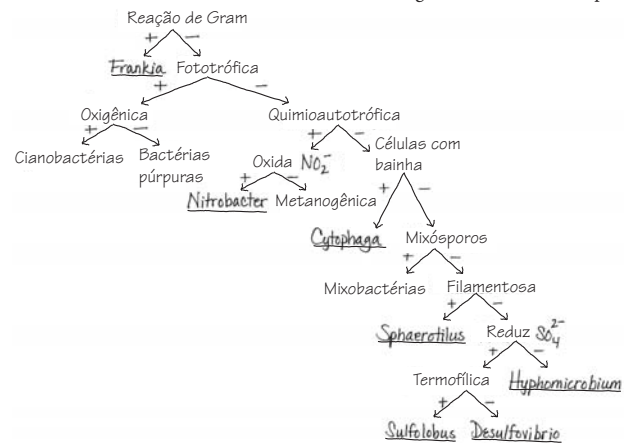 Reação de Gram
+ −
Frankia Fototrófica
+ −
Oxigênica Quimioautotrófica
+ − + −
Cianobactérias Bactérias púrpuras Oxida NO₂⁻ Células com bainha
+ − + −
Nitrobacter Metanogênica
Cytophaga Mixósporos
+ −
Mixobactérias Filamentosa
+ −
Sphaerotilus Reduz SO₄²⁻
+ −
Termofílica Hyphomicrobium
+ −
Sulfolobus Desulfovibrio